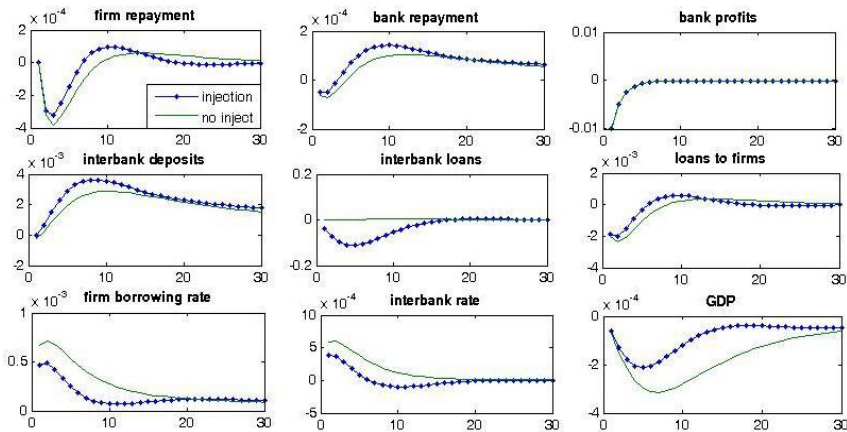 firm repayment
x 10⁻⁴
2
0
-2
-4
0 10 20 30
injection
no inject
bank repayment
x 10⁻⁴
2
0
-2
0 10 20 30
bank profits
0.01
0
-0.01
0 10 20 30
interbank deposits
x 10⁻³
4
2
0
-2
0 10 20 30
interbank loans
0.2
0
-0.2
0 10 20 30
loans to firms
x 10⁻³
2
0
-2
-4
0 10 20 30
firm borrowing rate
x 10⁻³
1
0.5
0
0 10 20 30
interbank rate
x 10⁻⁴
10
5
0
-5
0 10 20 30
GDP
x 10⁻⁴
0
-2
-4
0 10 20 30